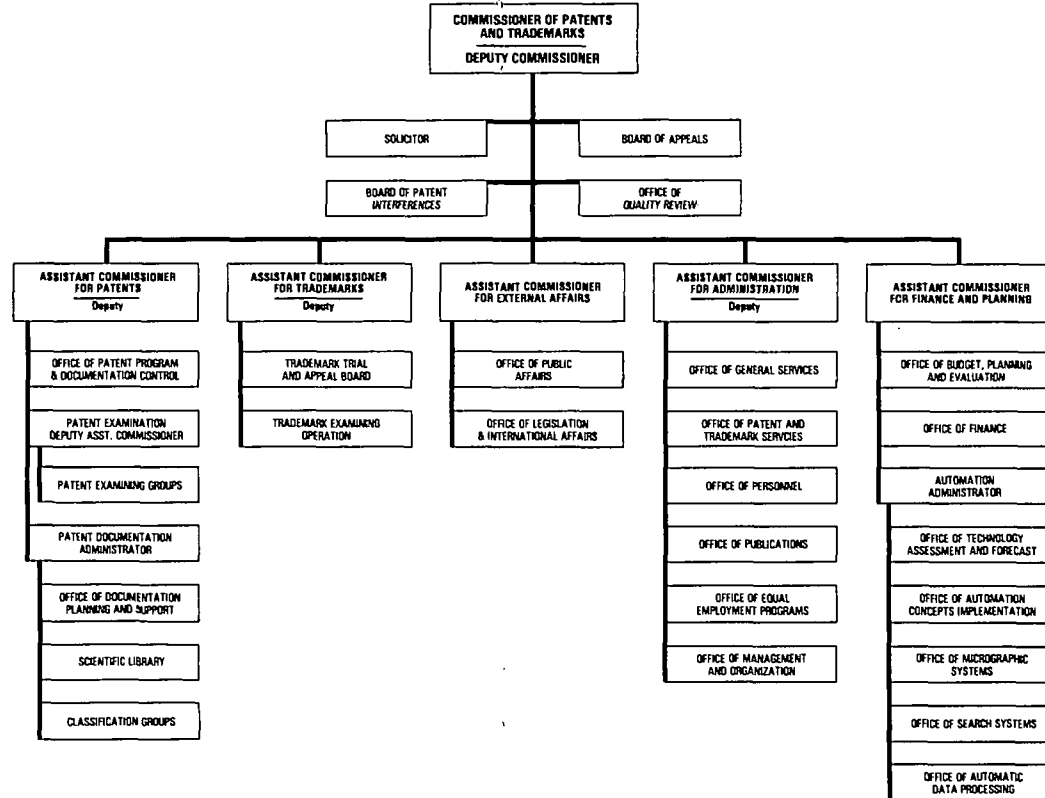 COMMISSIONER OF PATENTS
AND TRADEMARKS
DEPUTY COMMISSIONER
SOLICITOR
BOARD OF APPEALS
BOARD OF PATENT
INTERFERENCES
OFFICE OF
QUALITY REVIEW
ASSISTANT COMMISSIONER
FOR PATENTS
Deputy
OFFICE OF PATENT PROGRAM
& DOCUMENTATION CONTROL
PATENT EXAMINATION
DEPUTY ASST. COMMISSIONER
PATENT EXAMINING GROUPS
PATENT DOCUMENTATION
ADMINISTRATOR
OFFICE OF DOCUMENTATION
PLANNING AND SUPPORT
SCIENTIFIC LIBRARY
CLASSIFICATION GROUPS
ASSISTANT COMMISSIONER
FOR TRADEMARKS
Deputy
TRADEMARK TRIAL
AND APPEAL BOARD
TRADEMARK EXAMINING
OPERATION
ASSISTANT COMMISSIONER
FOR EXTERNAL AFFAIRS
OFFICE OF PUBLIC
AFFAIRS
OFFICE OF LEGISLATION
& INTERNATIONAL AFFAIRS
ASSISTANT COMMISSIONER
FOR ADMINISTRATION
Deputy
OFFICE OF GENERAL SERVICES
OFFICE OF PATENT AND
TRADEMARK SERVCIES
OFFICE OF PERSONNEL
OFFICE OF PUBLICATIONS
OFFICE OF EQUAL
EMPLOYMENT PROGRAMS
OFFICE OF MANAGEMENT
AND ORGANIZATION
ASSISTANT COMMISSIONER
FOR FINANCE AND PLANNING
OFFICE OF BUDGET, PLANNING
AND EVALUATION
OFFICE OF FINANCE
AUTOMATION
ADMINISTRATOR
OFFICE OF TECHNOLOGY
ASSESSMENT AND FORECAST
OFFICE OF AUTOMATION
CONCEPTS IMPLEMENTATION
OFFICE OF MICROGRAPHIC
SYSTEMS
OFFICE OF SEARCH SYSTEMS
OFFICE OF AUTOMATIC
DATA PROCESSING